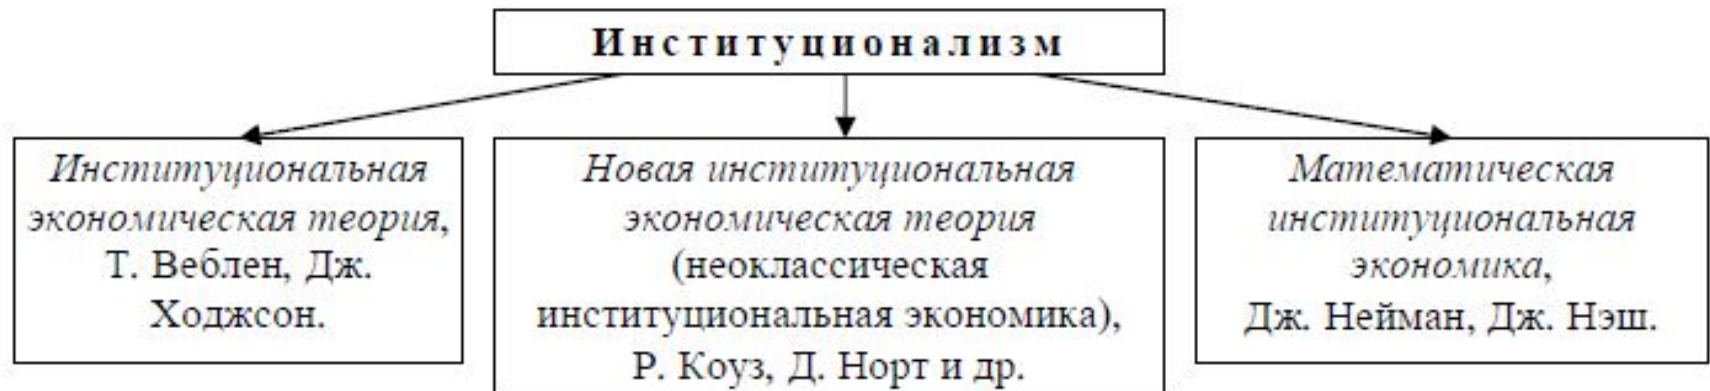 Институционализм
Институциональная
экономическая теория,
Т. Веблен, Дж.
Ходжсон.
Новая институциональная
экономическая теория
(неоклассическая
институциональная экономика),
Р. Коуз, Д. Норт и др.
Математическая
институциональная
экономика,
Дж. Нейман, Дж. Нэш.